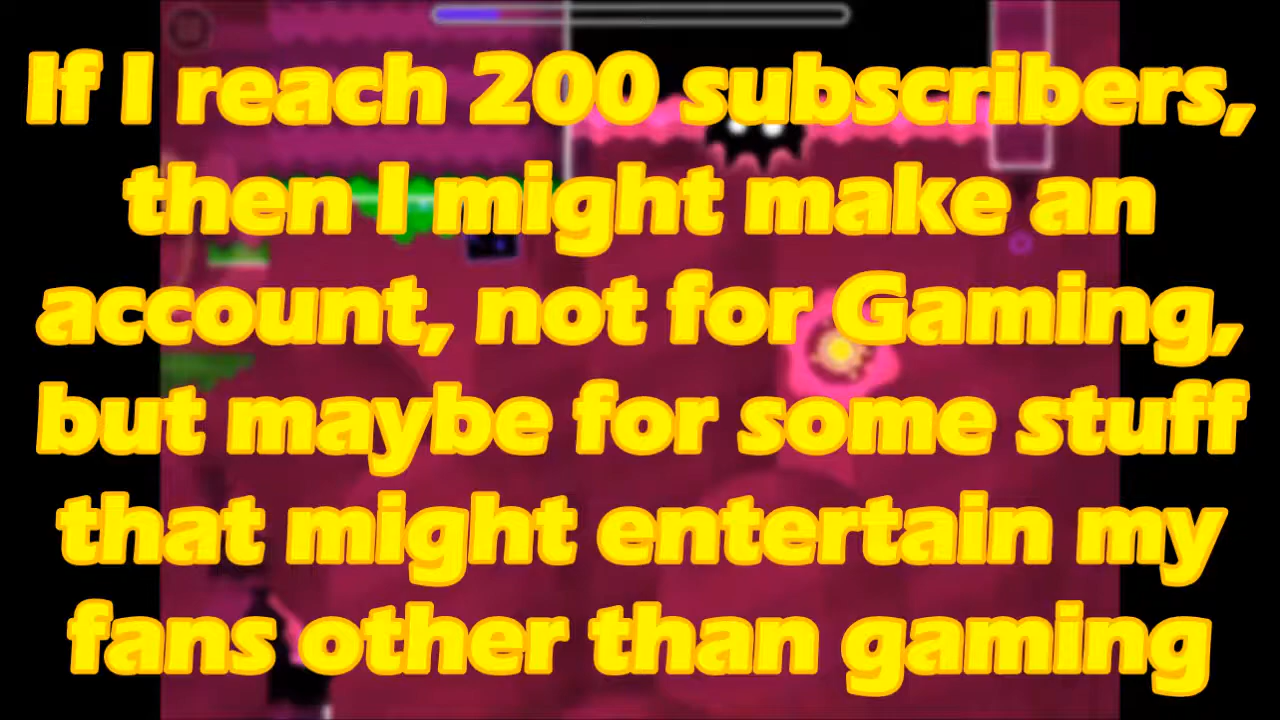 If I reach 200 subscribers,
then I might make an
account, not for Gaming,
but maybe for some stuff
that might entertain my
fans other than gaming